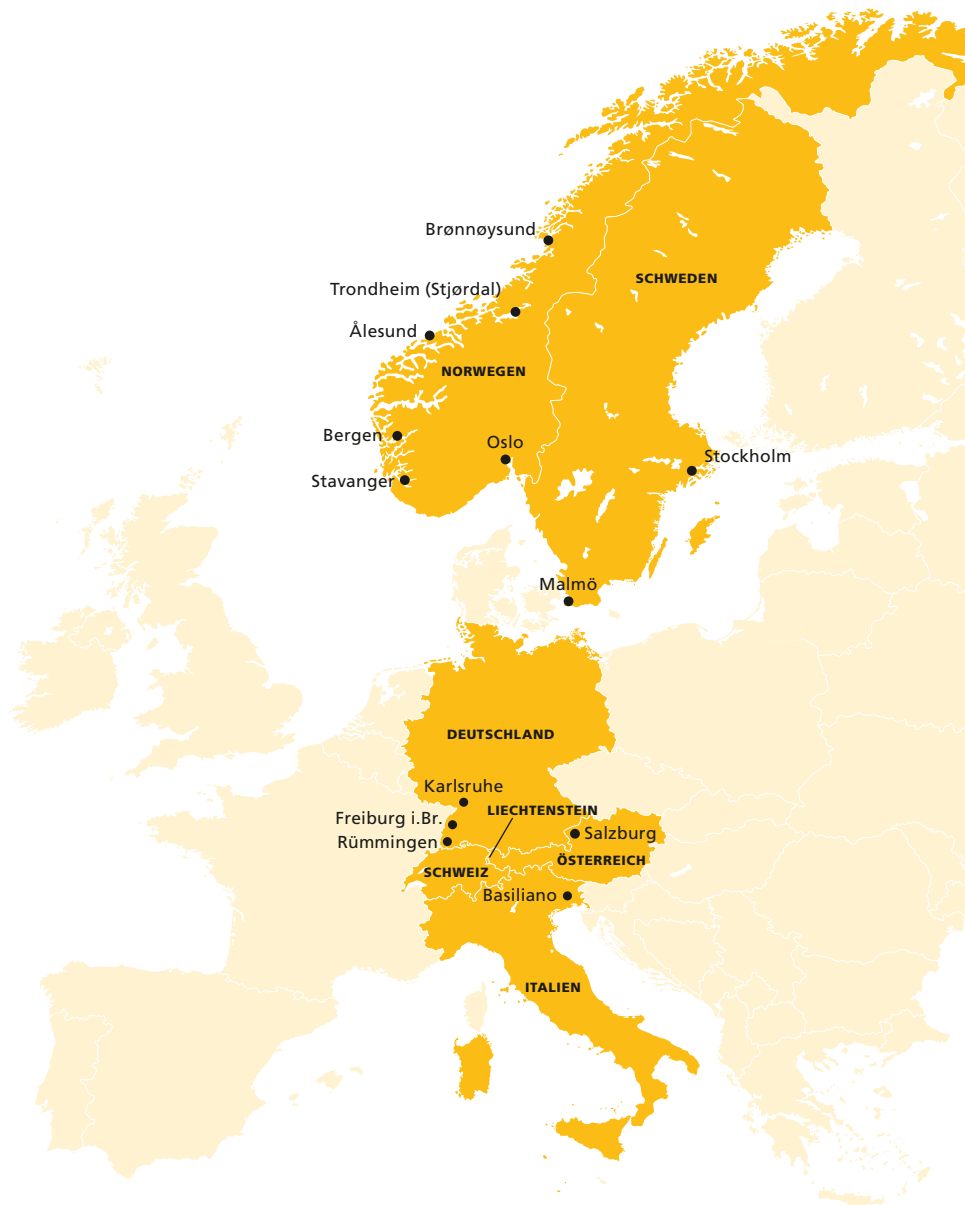 Brønnøysund
SCHWEDEN
Trondheim (Stjørdal)
Ålesund
NORWEGEN
Bergen
Oslo
Stockholm
Stavanger
Malmö
DEUTSCHLAND
Karlsruhe
LIECHTENSTEIN
Freiburg i.Br.
Salzburg
Rümmingen
ÖSTERREICH
SCHWEIZ
Basiliano
ITALIEN